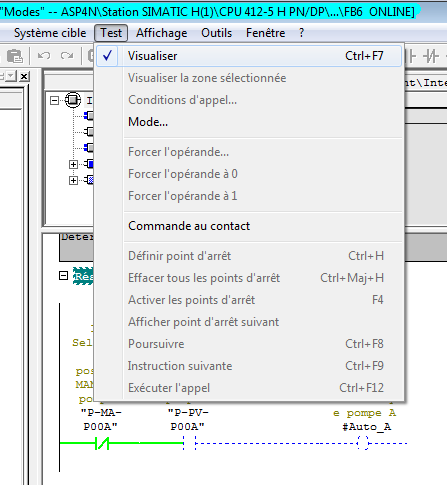 "Modes" -- ASP4N\Station SIMATIC H(1)\CPU 412-5 H PN/DP\...\FB6 ONLINE]
Système cible Test Affichage Outils Fenêtre ?
Visualiser Ctrl+F7
Visualiser la zone sélectionnée
Conditions d'appel...
Mode...
Forcer l'opérande...
Forcer l'opérande à 0
Forcer l'opérande à 1
Commande au contact
Définir point d'arrêt Ctrl+H
Effacer tous les points d'arrêt Ctrl+Maj+H
Activer les points d'arrêt F4
Afficher point d'arrêt suivant
Poursuivre Ctrl+F8
Instruction suivante Ctrl+F9
Exécuter l'appel Ctrl+F12
nt\Inte
Deter
Rés
Sel
pos
MAN
po
e pompe A
"P-MA-
P00A"
"P-PV-
P00A"
#Auto_A